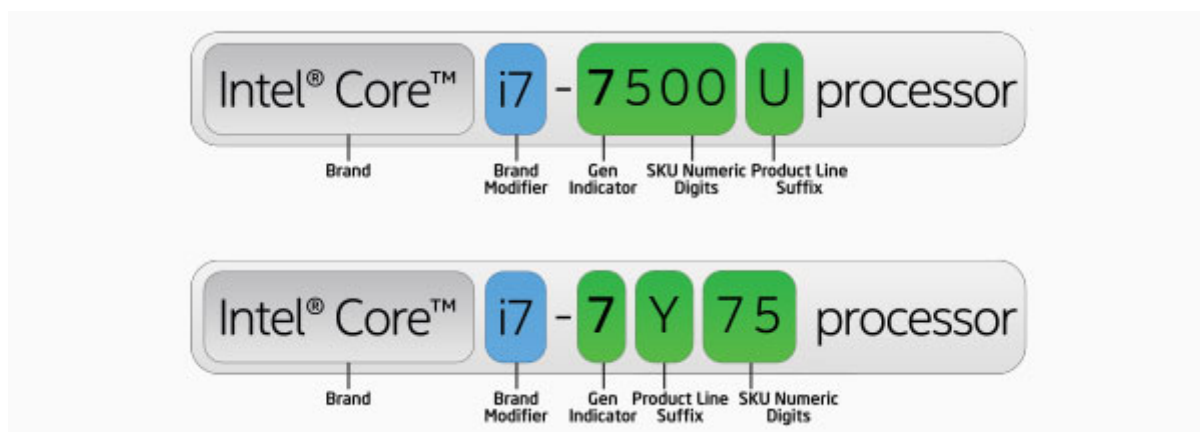 Intel® Core™ i7 - 7500 U processor
Brand Brand Modifier Gen Indicator SKU Numeric Digits Product Line Suffix
Intel® Core™ i7 - 7 Y 75 processor
Brand Brand Modifier Gen Indicator Product Line Suffix SKU Numeric Digits